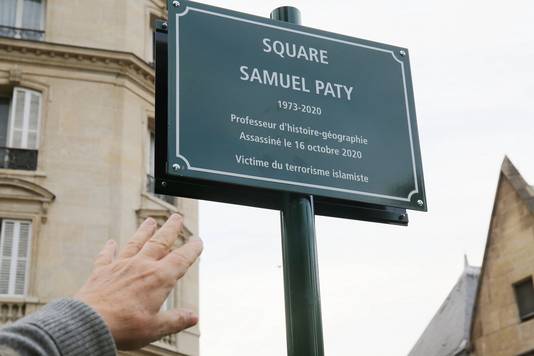 SQUARE
SAMUEL PATY
1973-2020
Professeur d'histoire-géographie
Assassiné le 16 octobre 2020
Victime du terrorisme islamiste